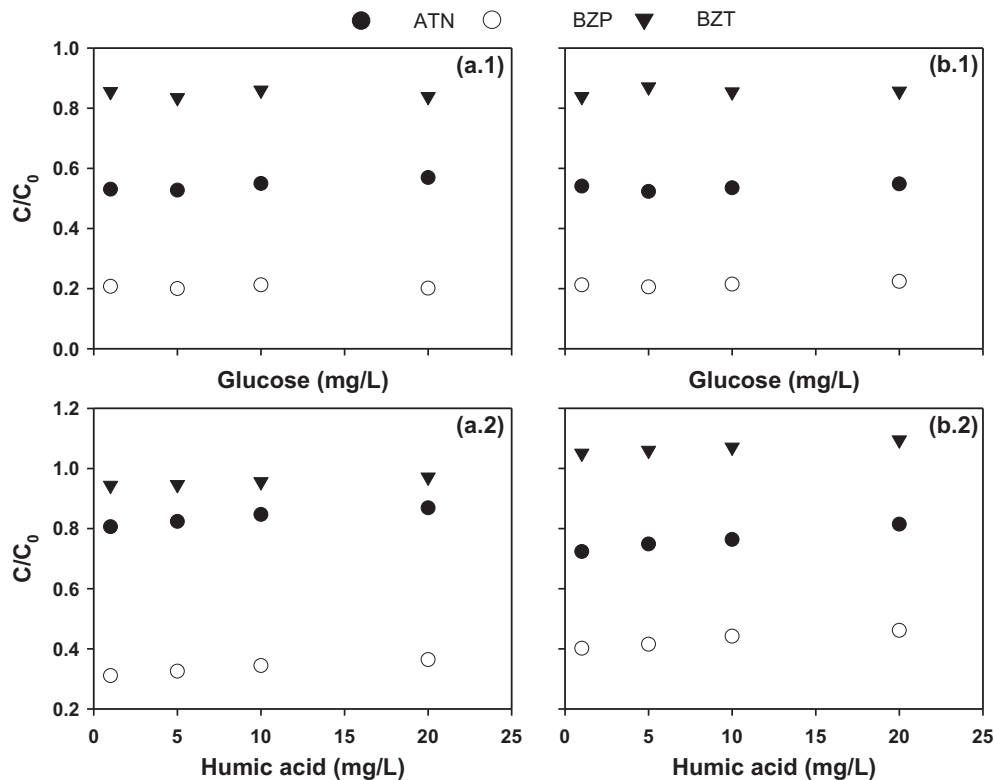 ATN BZP BZT
1.0 (a.1) (b.1)
0.8
0.6
0.4
0.2
0.0
C/C0
Glucose (mg/L) Glucose (mg/L)
1.2 (a.2) (b.2)
1.0
0.8
0.6
0.4
0.2
C/C0
0 5 10 15 20 25 0 5 10 15 20 25
Humic acid (mg/L) Humic acid (mg/L)